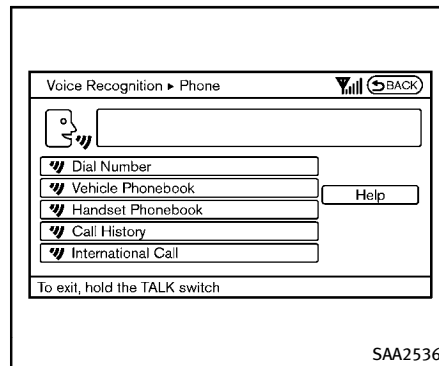 Voice Recognition ▸ Phone
BACK
Dial Number
Vehicle Phonebook
Help
Handset Phonebook
Call History
International Call
To exit, hold the TALK switch
SAA2536